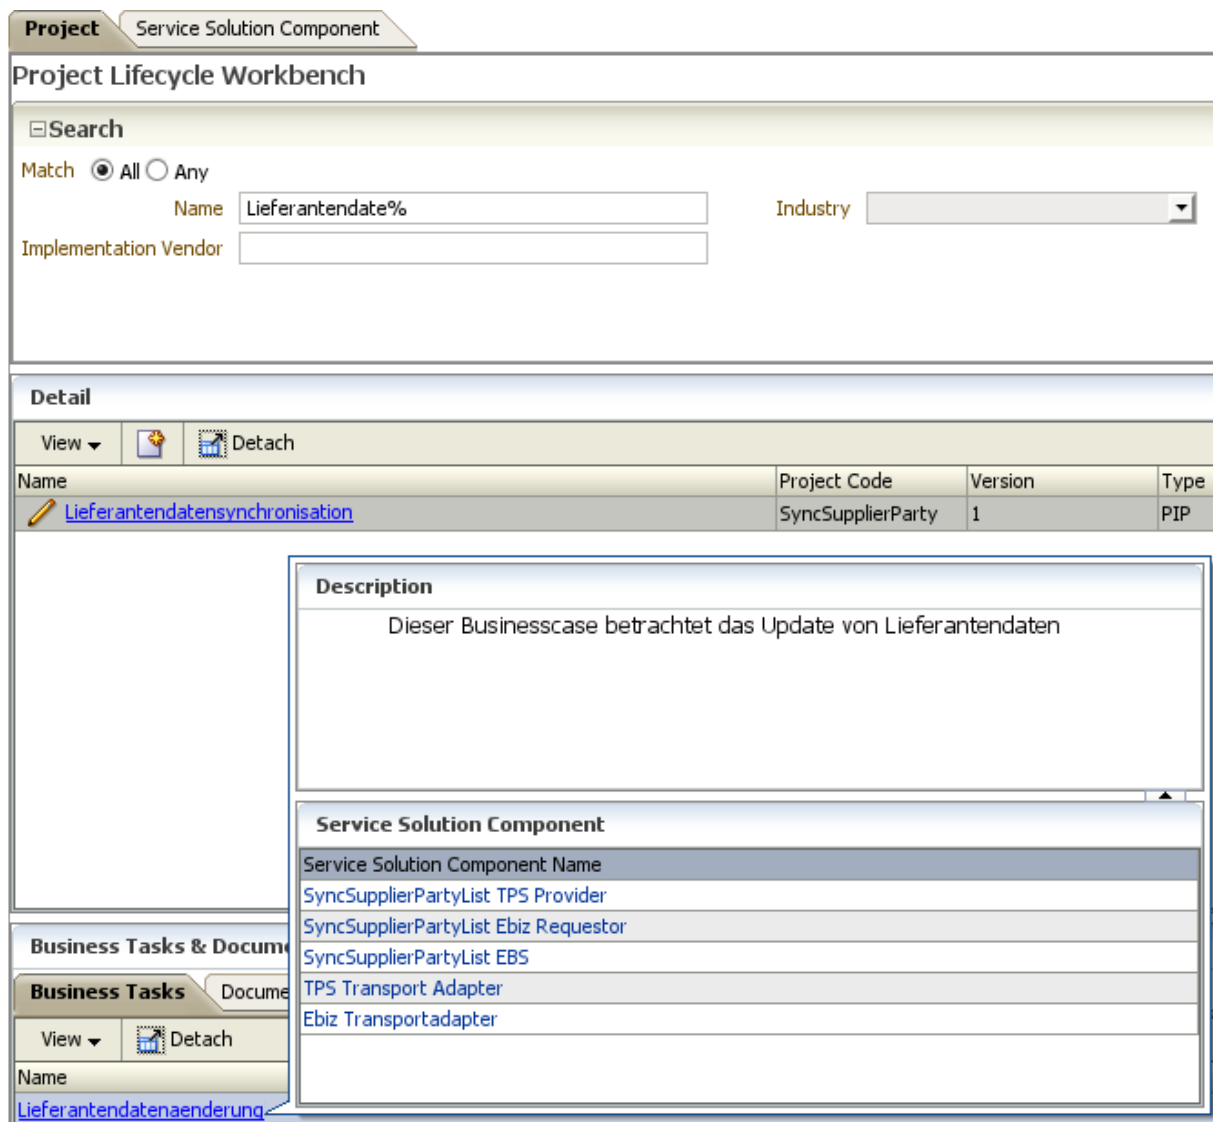 Project Service Solution Component
Project Lifecycle Workbench
Search
Match All Any
Name Lieferantendate% Industry
Implementation Vendor
Detail
View Detach
Name Project Code Version Type
Lieferantendatensynchronisation SyncSupplierParty 1 PIP
Description
Dieser Businesscase betrachtet das Update von Lieferantendaten
Service Solution Component
Service Solution Component Name
SyncSupplierPartyList TPS Provider
SyncSupplierPartyList Ebiz Requestor
SyncSupplierPartyList EBS
TPS Transport Adapter
Ebiz Transportadapter
Business Tasks & Docume
Business Tasks Docume
View Detach
Name
Lieferantendatenaenderung